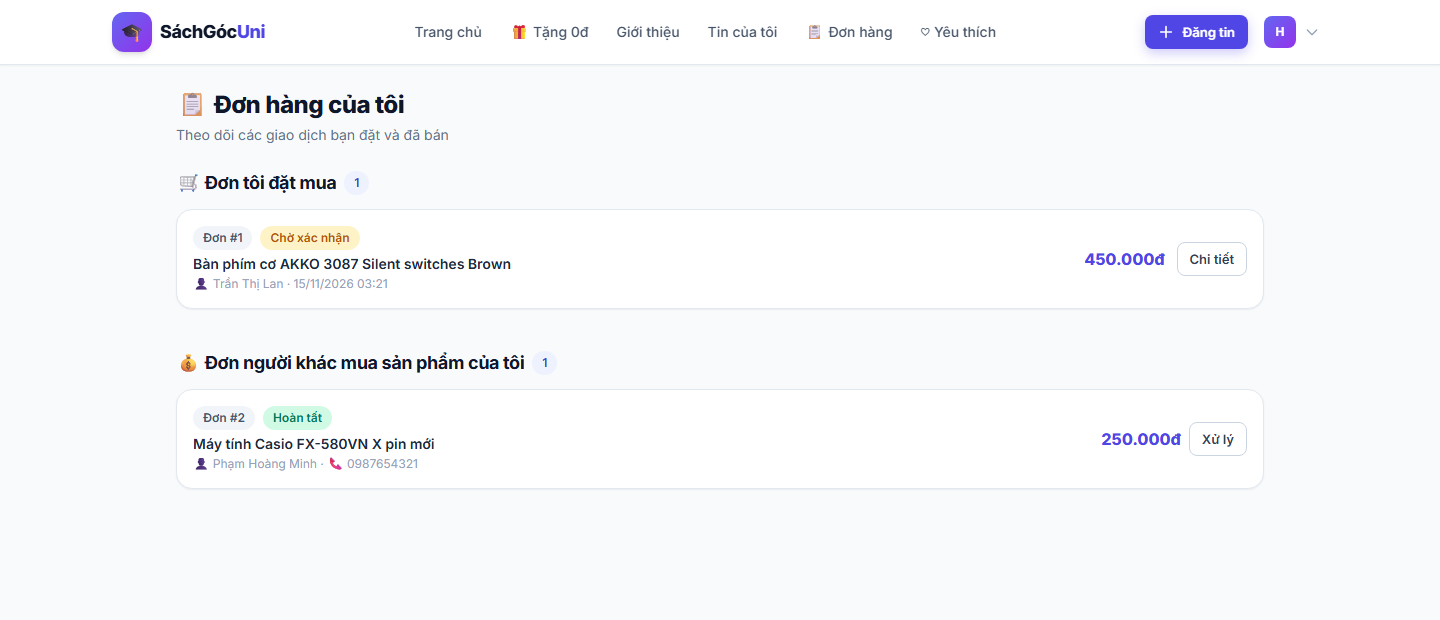 SáchGócUni
Trang chủ
Tặng 0đ
Giới thiệu
Tin của tôi
Đơn hàng
♡ Yêu thích
+ Đăng tin
H
Đơn hàng của tôi
Theo dõi các giao dịch bạn đặt và đã bán
Đơn tôi đặt mua 1
Đơn #1 Chờ xác nhận
Bàn phím cơ AKKO 3087 Silent switches Brown
Trần Thị Lan · 15/11/2026 03:21
450.000đ
Chi tiết
Đơn người khác mua sản phẩm của tôi 1
Đơn #2 Hoàn tất
Máy tính Casio FX-580VN X pin mới
Phạm Hoàng Minh · 0987654321
250.000đ
Xử lý